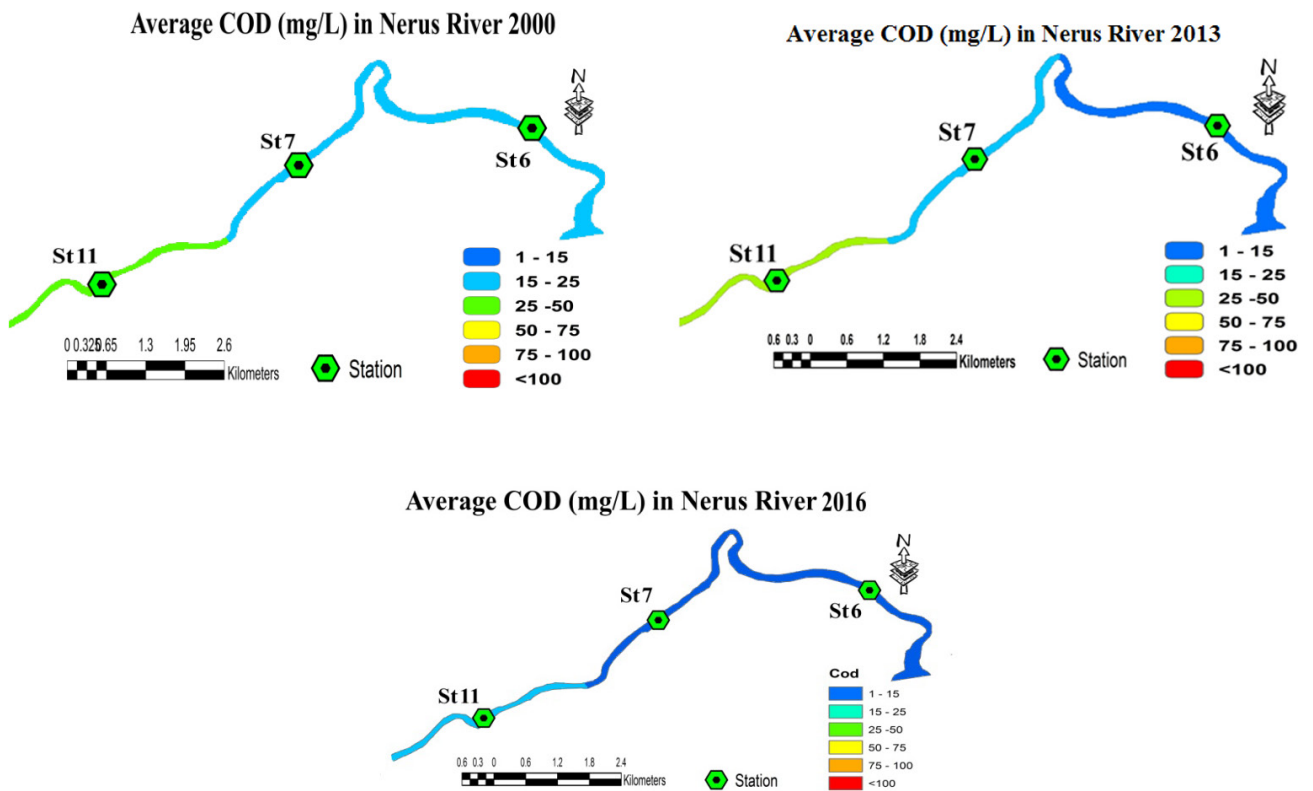 Average COD (mg/L) in Nerus River 2000
N
St7
St6
St11
1 - 15
15 - 25
25 -50
50 - 75
75 - 100
<100
0 0.325 0.65 1.3 1.95 2.6
Kilometers
Station
Average COD (mg/L) in Nerus River 2013
N
St7
St6
St11
1 - 15
15 - 25
25 -50
50 - 75
75 - 100
<100
0.6 0.3 0 0.6 1.2 1.8 2.4
Kilometers
Station
Average COD (mg/L) in Nerus River 2016
N
St7
St6
St11
Cod
1 - 15
15 - 25
25 -50
50 - 75
75 - 100
<100
0.6 0.3 0 0.6 1.2 1.8 2.4
Kilometers
Station